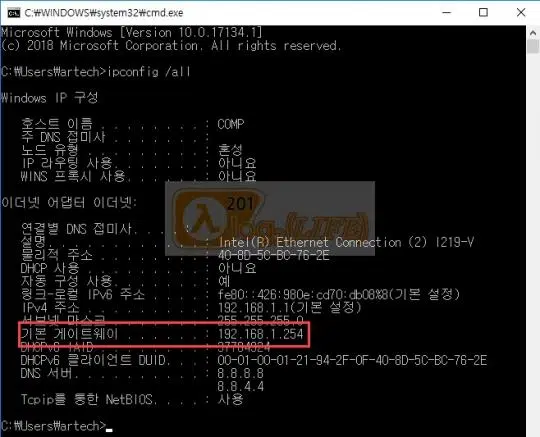 C:₩WINDOWS₩system32₩cmd.exe
Microsoft Windows [Version 10.0.17134.1]
(c) 2018 Microsoft Corporation. All rights reserved.
C:₩Users₩artech>ipconfig /all
Windows IP 구성
호스트 이름 . . . . . . . . : COMP
주 DNS 접미사 . . . . . . . :
노드 유형 . . . . . . . . . : 혼성
IP 라우팅 사용. . . . . . . : 아니요
WINS 프록시 사용. . . . . . : 아니요
201
이더넷 어댑터 이더넷:
연결별 DNS 접미사. . . . :
설명. . . . . . . . . . . . : Intel(R) Ethernet Connection (2) I219-V
물리적 주소 . . . . . . . . : 40-8D-5C-BC-76-2E
DHCP 사용 . . . . . . . . . : 아니요
자동 구성 사용. . . . . . . : 예
링크-로컬 IPv6 주소 . . . . : fe80::426:980e:cd70:db08%8(기본 설정)
IPv4 주소 . . . . . . . . . : 192.168.1.1(기본 설정)
서브넷 마스크 . . . . . . . : 255.255.255.0
기본 게이트웨이 . . . . . . : 192.168.1.254
DHCPv6 IAID . . . . . . . . : 37784924
DHCPv6 클라이언트 DUID. . . : 00-01-00-01-21-94-2F-0F-40-8D-5C-BC-76-2E
DNS 서버. . . . . . . . . . : 8.8.8.8
8.8.4.4
Tcpip를 통한 NetBIOS. . . . : 사용
C:₩Users₩artech>